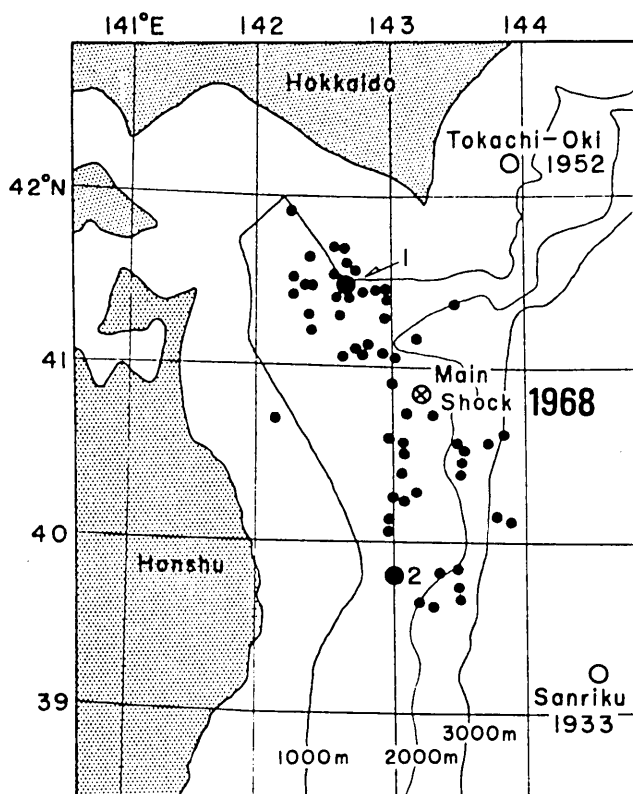 141°E 142 143 144
Hokkaido
Tokachi-Oki
1952
42°N
1
41
Main
Shock 1968
40
Honshu
2
39
Sanriku
1933
1000m 2000m 3000m